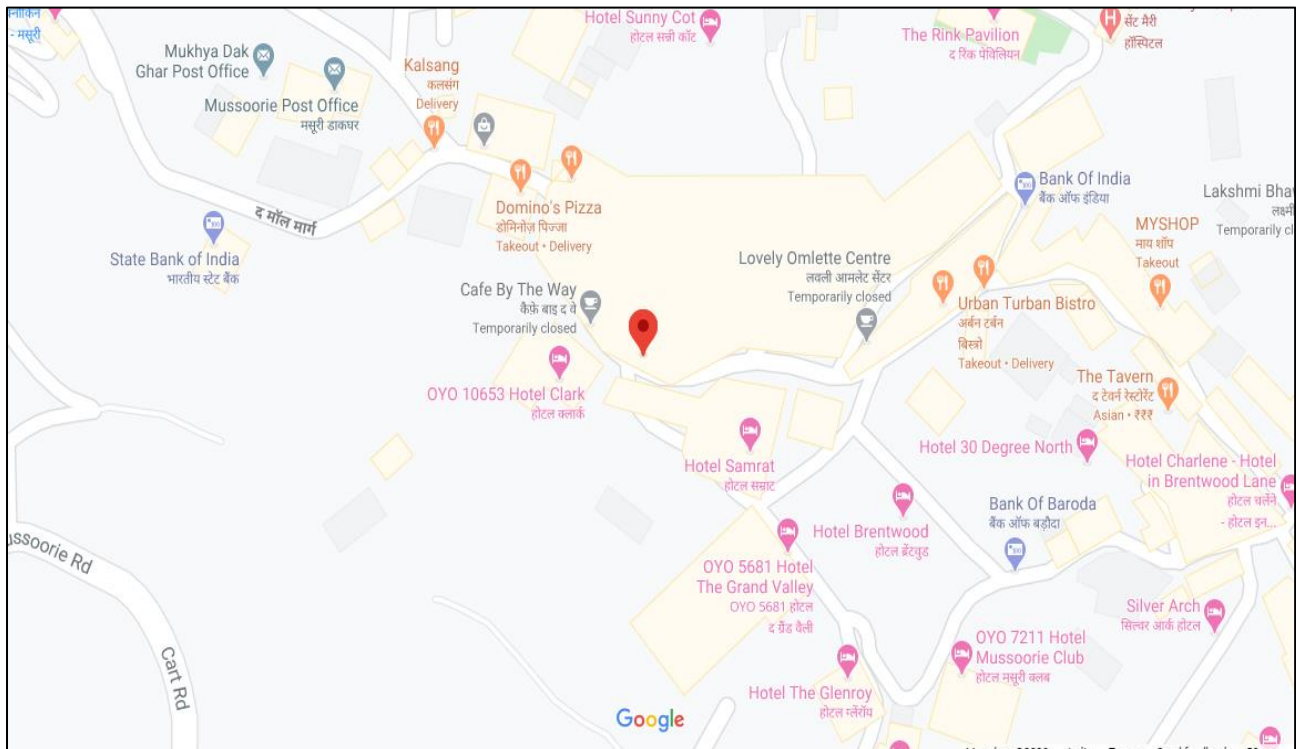 - मसूरी
Mukhya Dak
Ghar Post Office
Mussoorie Post Office
मसूरी डाकघर
Kalsang
कलसंग
Delivery
Hotel Sunny Cot
होटल सन्नी कॉट
The Rink Pavilion
द रिंक पेविलियन
H
सेंट मैरी
हॉस्पिटल
द मॉल मार्ग
State Bank of India
भारतीय स्टेट बैंक
Domino's Pizza
डोमिनोज़ पिज्जा
Takeout • Delivery
Bank Of India
बैंक ऑफ इंडिया
Lakshmi Bha
Temporarily cl
MYSHOP
माय शॉप
Takeout
Lovely Omlette Centre
लवली आमलेट सेंटर
Temporarily closed
Cafe By The Way
कैफ़े बाइ द वे
Temporarily closed
Urban Turban Bistro
अर्बन टर्बन
बिस्त्रो
Takeout • Delivery
OYO 10653 Hotel Clark
होटल क्लार्क
The Tavern
द टेवर्न रेस्टोरेंट
Asian • ₹₹₹
Hotel Samrat
होटल सम्राट
Hotel 30 Degree North
Hotel Charlene - Hotel
in Brentwood Lane
होटल चर्लेने
- होटल इन...
Hotel Brentwood
होटल ब्रेंटवुड
Bank Of Baroda
बैंक ऑफ बड़ौदा
ussoorie Rd
OYO 5681 Hotel
The Grand Valley
OYO 5681 होटल
द ग्रैंड वैली
Silver Arch
सिल्वर आर्क होटल
OYO 7211 Hotel
Mussoorie Club
होटल मसूरी क्लब
Cart Rd
Hotel The Glenroy
होटल ग्लेंरॉय
Google